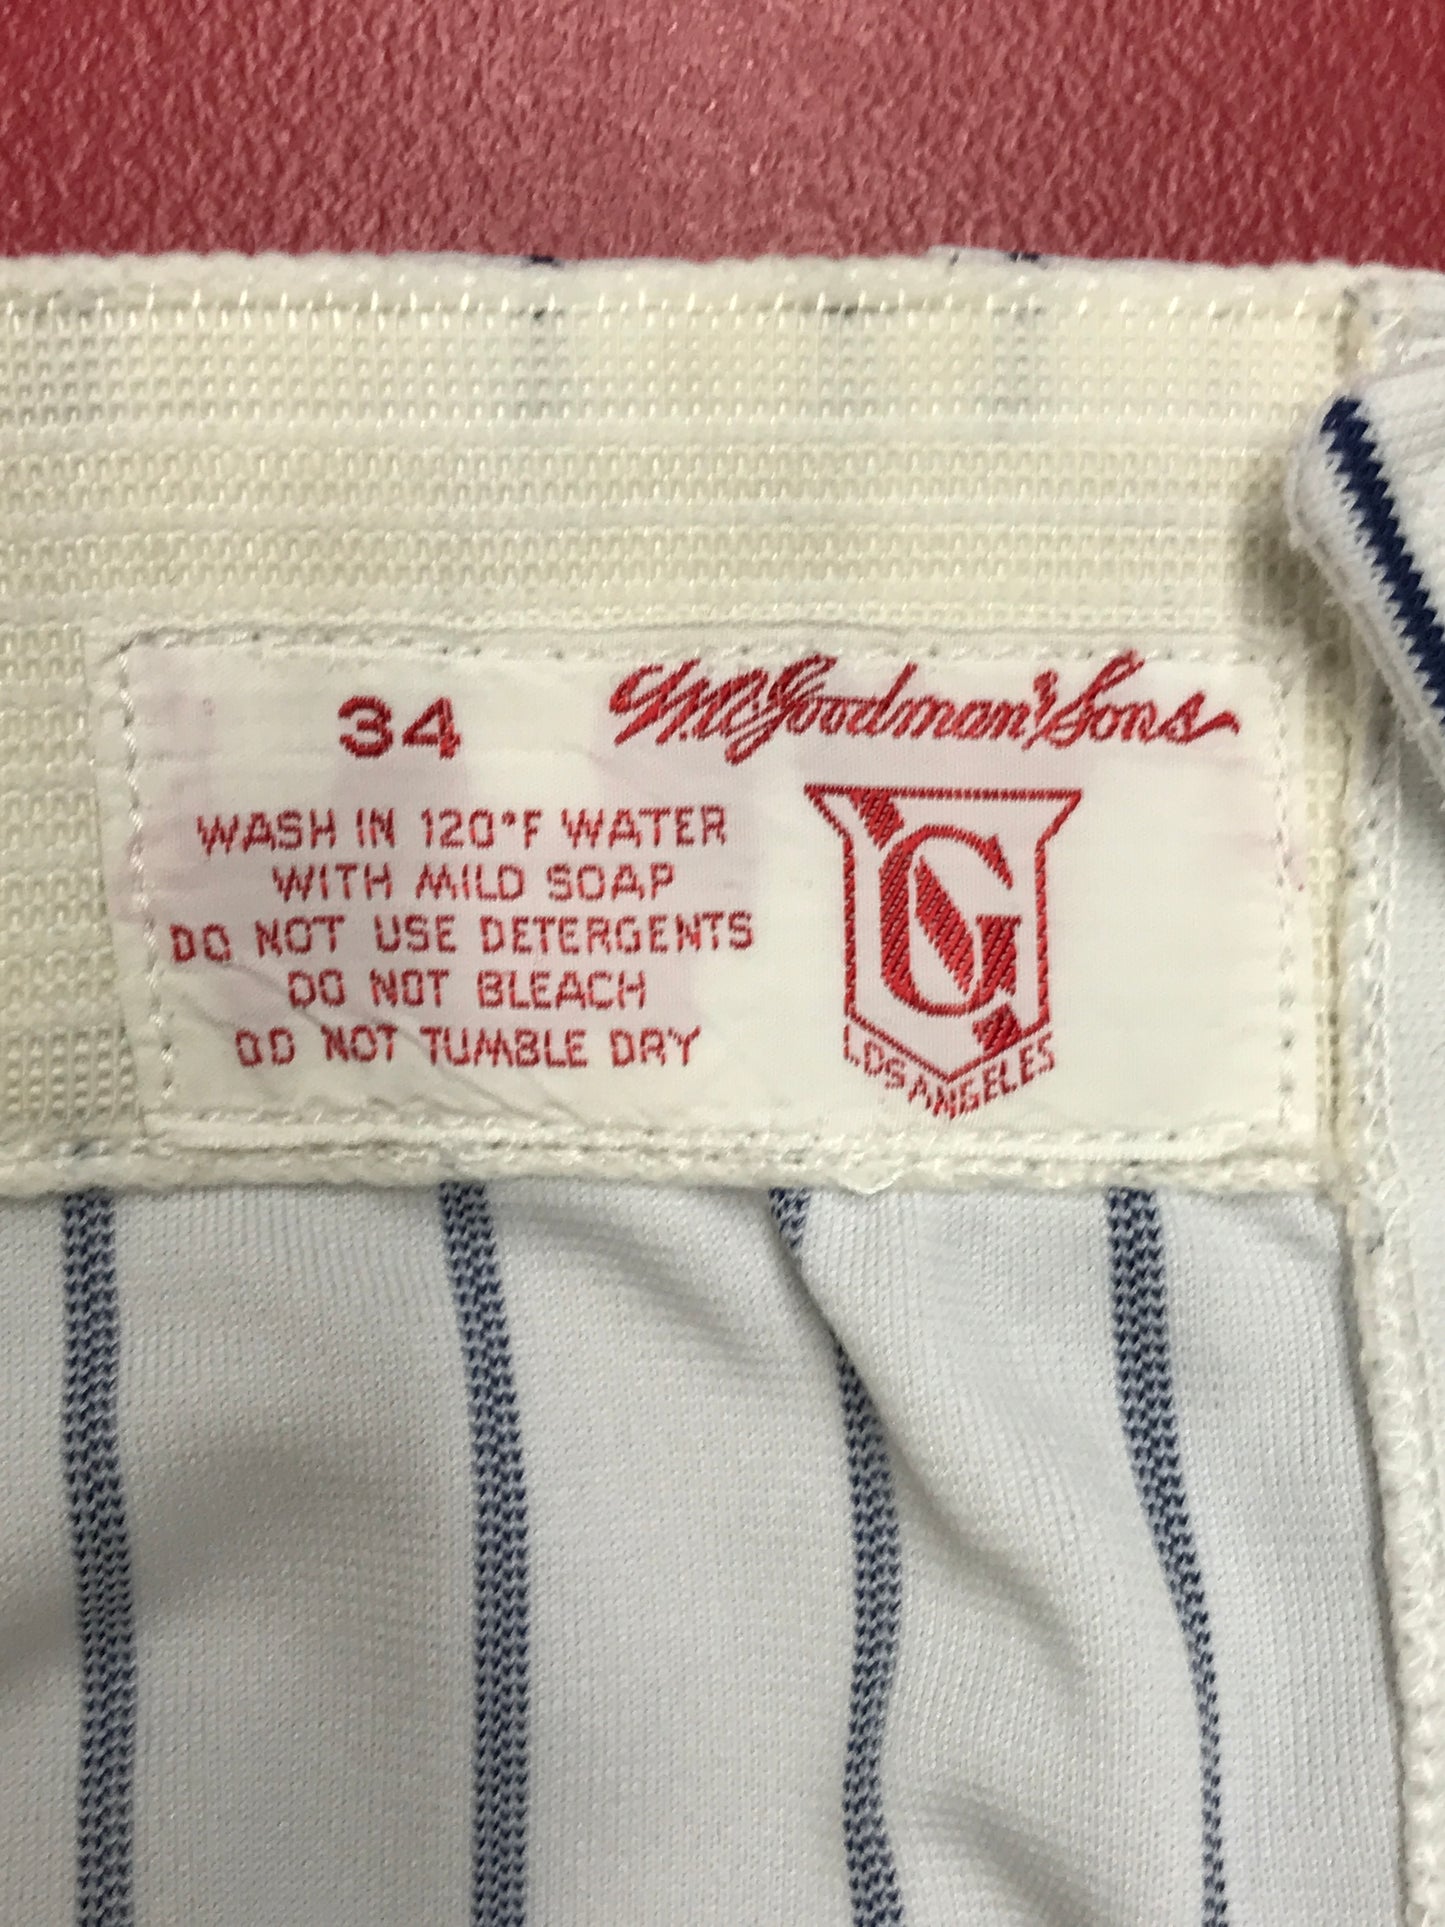 34
W.A. Goodman & Sons
WASH IN 120°F WATER
WITH MILD SOAP
DO NOT USE DETERGENTS
DO NOT BLEACH
DO NOT TUMBLE DRY
G
LOS ANGELES